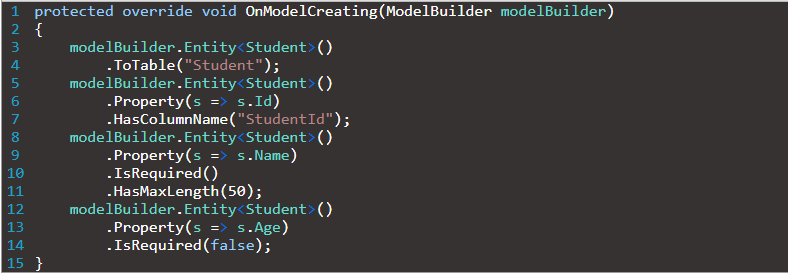 1 protected override void OnModelCreating(ModelBuilder modelBuilder)
2 {
3     modelBuilder.Entity<Student>()
4         .ToTable("Student");
5     modelBuilder.Entity<Student>()
6         .Property(s => s.Id)
7         .HasColumnName("StudentId");
8     modelBuilder.Entity<Student>()
9         .Property(s => s.Name)
10         .IsRequired()
11         .HasMaxLength(50);
12     modelBuilder.Entity<Student>()
13         .Property(s => s.Age)
14         .IsRequired(false);
15 }